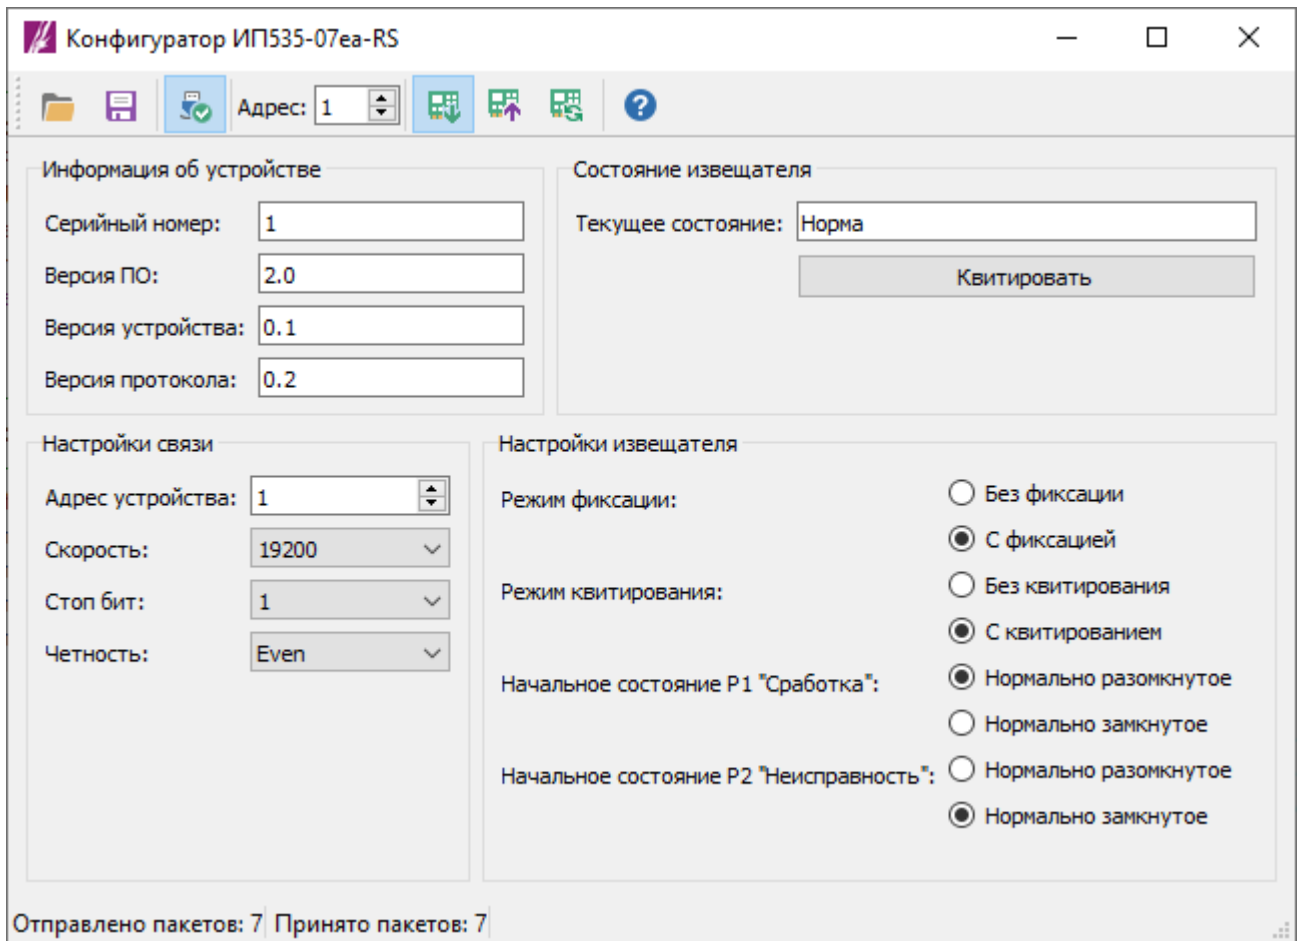 Конфигуратор ИП535-07еа-RS
Адрес: 1
Информация об устройстве
Серийный номер: 1
Версия ПО: 2.0
Версия устройства: 0.1
Версия протокола: 0.2
Состояние извещателя
Текущее состояние: Норма
Квитировать
Настройки связи
Адрес устройства: 1
Скорость: 19200
Стоп бит: 1
Четность: Even
Настройки извещателя
Режим фиксации:
Без фиксации
С фиксацией
Режим квитирования:
Без квитирования
С квитированием
Начальное состояние Р1 "Сработка":
Нормально разомкнутое
Нормально замкнутое
Начальное состояние Р2 "Неисправность":
Нормально разомкнутое
Нормально замкнутое
Отправлено пакетов: 7 Принято пакетов: 7